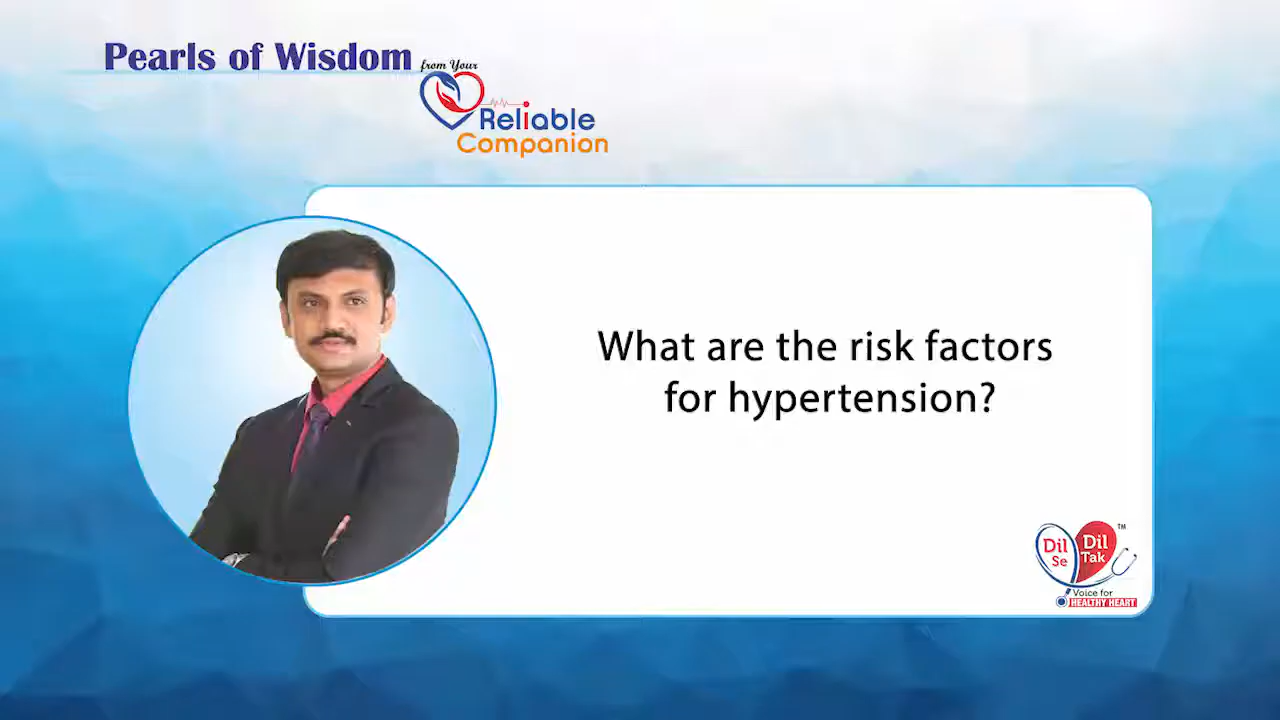 Pearls of Wisdom
from Your
Reliable
Companion
What are the risk factors
for hypertension?
Dil Se
Dil Tak
TM
Voice for
HEALTHY HEART